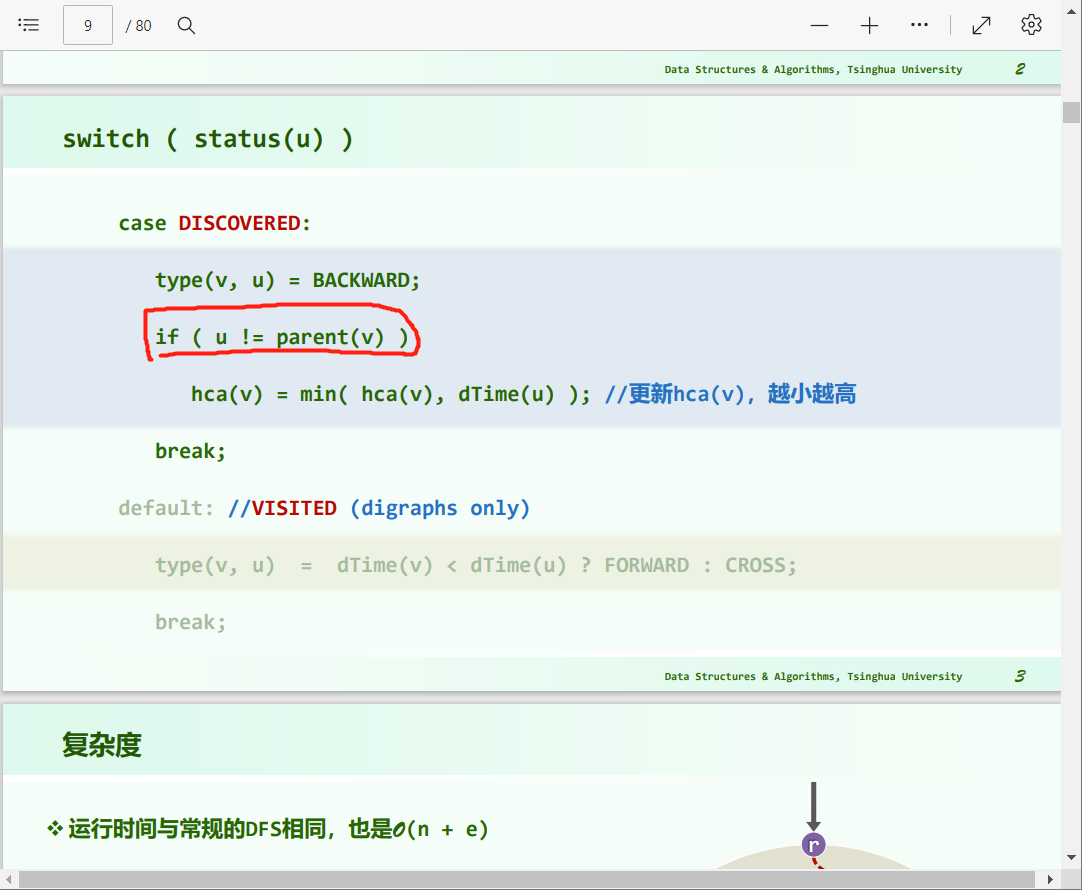 9 / 80
Data Structures & Algorithms, Tsinghua University 2
switch ( status(u) )
case DISCOVERED:
type(v, u) = BACKWARD;
if ( u != parent(v) )
hca(v) = min( hca(v), dTime(u) ); //更新hca(v), 越小越高
break;
default: //VISITED (digraphs only)
type(v, u) = dTime(v) < dTime(u) ? FORWARD : CROSS;
break;
Data Structures & Algorithms, Tsinghua University 3
复杂度
❖ 运行时间与常规的DFS相同，也是O(n + e)
r